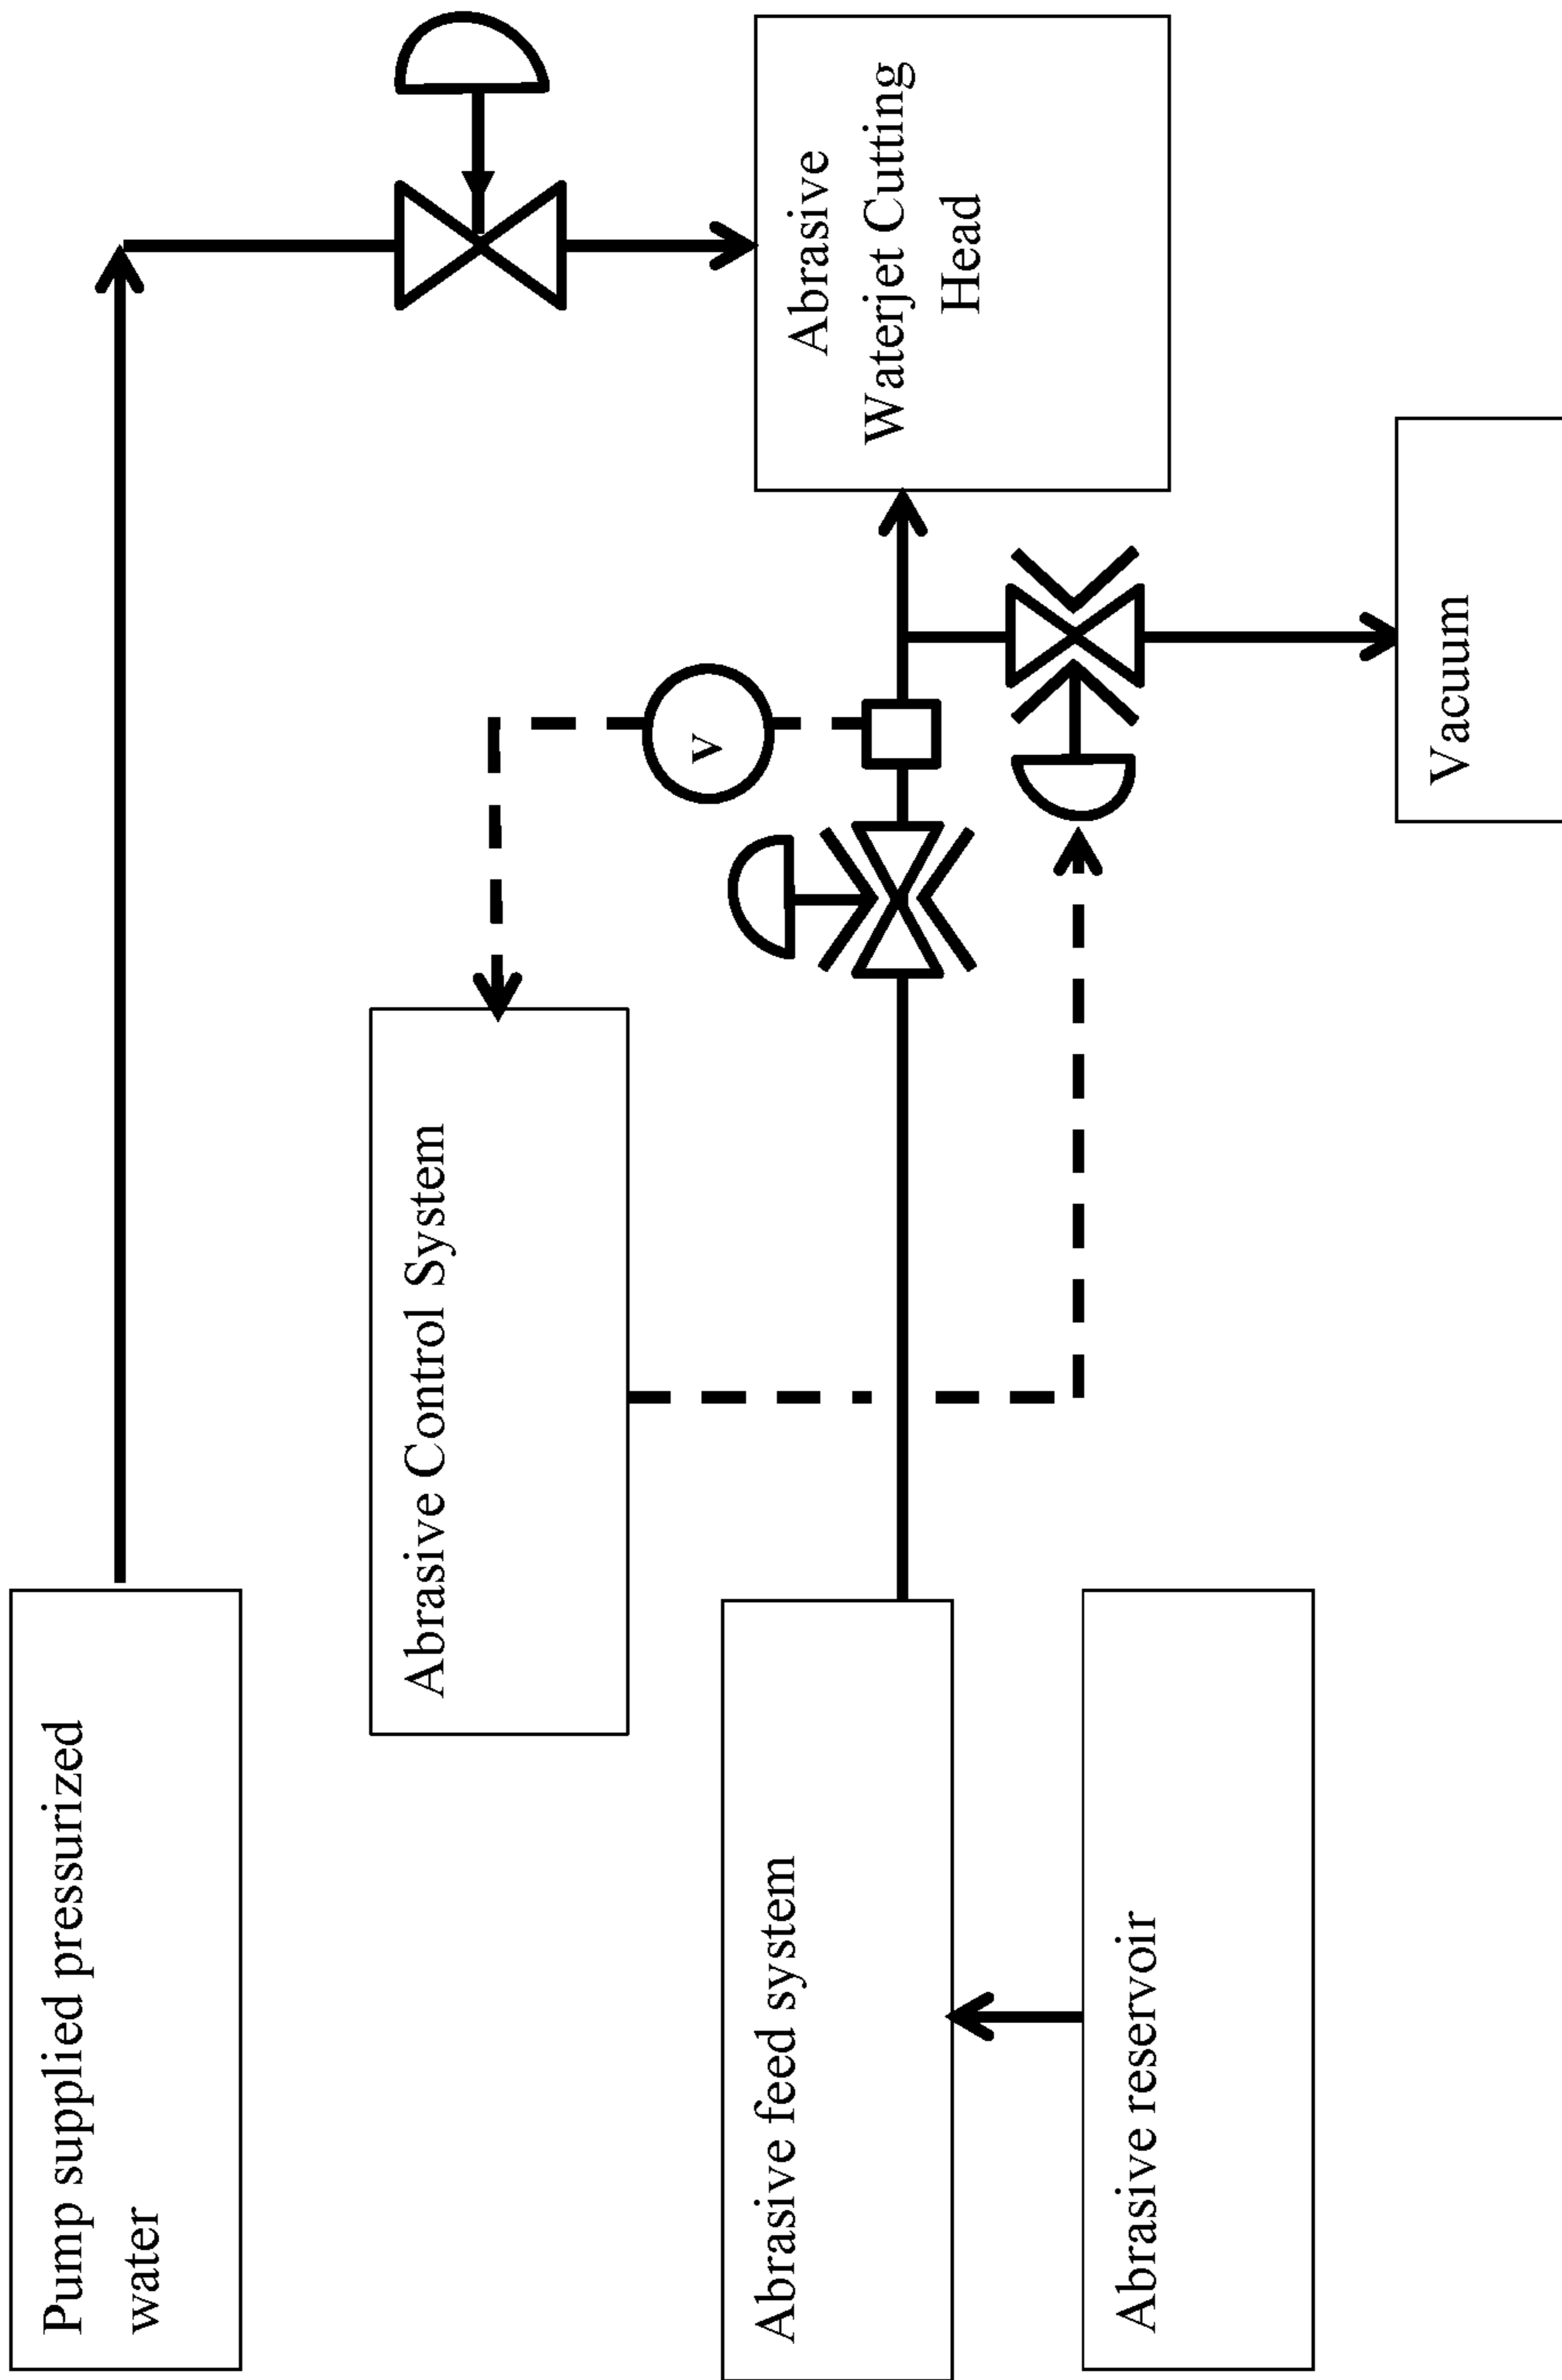 Pump supplied pressurized
water
Abrasive Control System
Abrasive feed system
Abrasive reservoir
v
Abrasive
Waterjet Cutting
Head
Vacuum